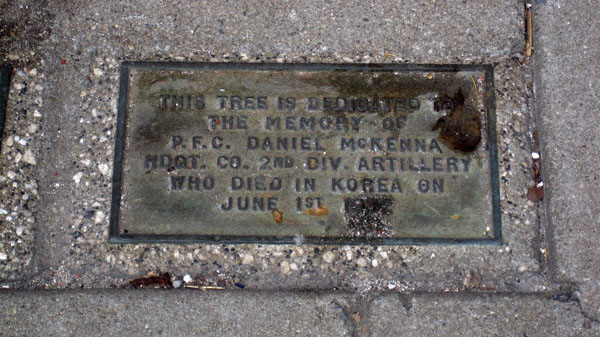 THIS TREE IS DEDICATED TO
THE MEMORY OF
P.F.C. DANIEL McKENNA
HDQT. CO. 2ND DIV. ARTILLERY
WHO DIED IN KOREA ON
JUNE 1ST